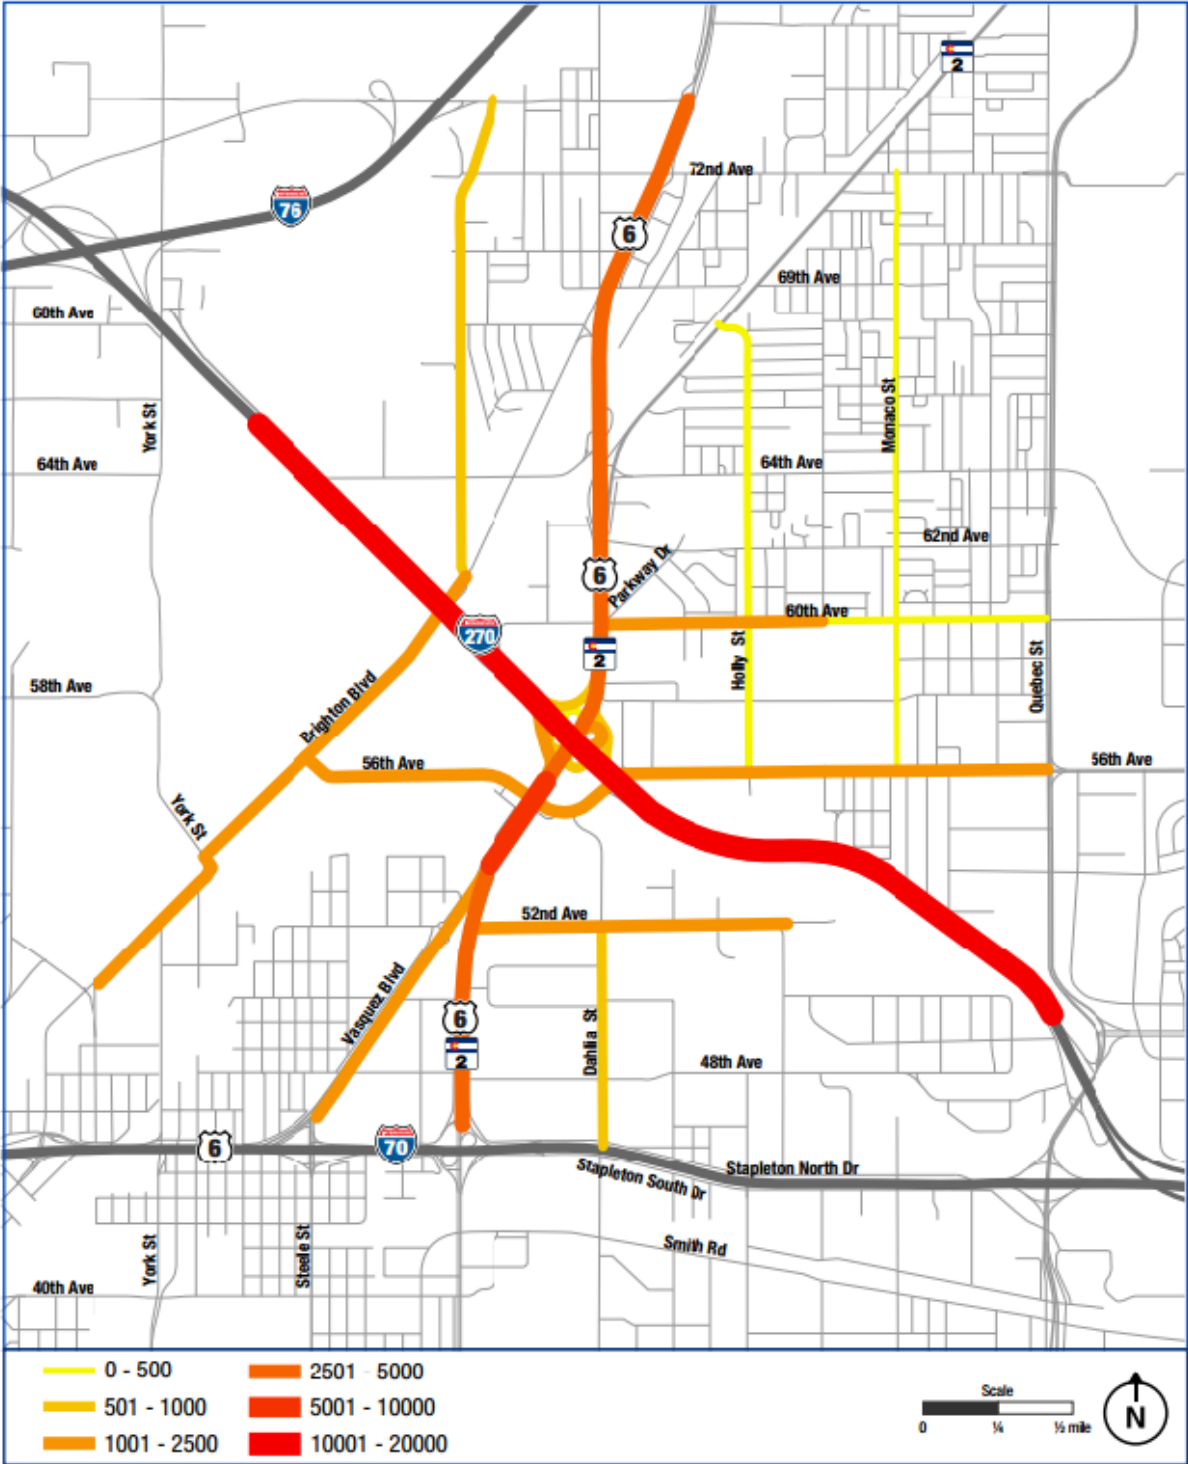 2
72nd Ave
76
6
69th Ave
60th Ave
Monaco St
York St
64th Ave
64th Ave
62nd Ave
6
Parkway Dr
60th Ave
270
2
Holly St
Quebec St
58th Ave
Brighton Blvd
56th Ave
56th Ave
York St
52nd Ave
Vasquez Blvd
6
2
Dahlia St
48th Ave
6
70
Stapleton South Dr
Stapleton North Dr
Smith Rd
York St
Steele St
40th Ave
0 - 500
2501 - 5000
501 - 1000
5001 - 10000
1001 - 2500
10001 - 20000
Scale
0 ¼ ½ mile
N